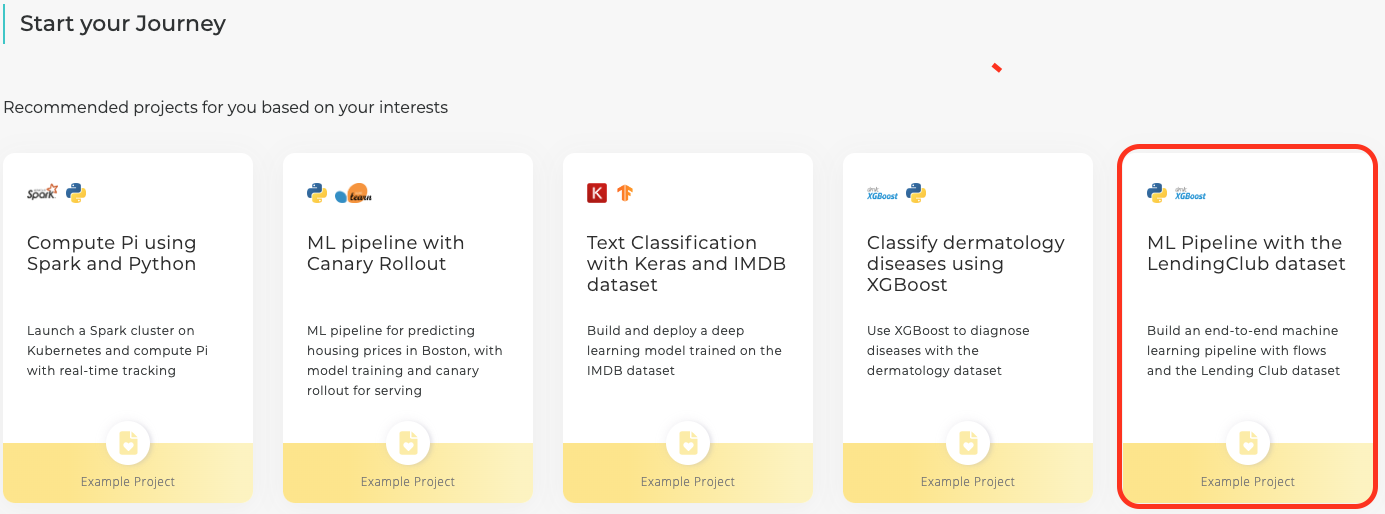 Start your Journey
Recommended projects for you based on your interests
Spark
Compute Pi using
Spark and Python
Launch a Spark cluster on
Kubernetes and compute Pi
with real-time tracking
Example Project
learn
ML pipeline with
Canary Rollout
ML pipeline for predicting
housing prices in Boston, with
model training and canary
rollout for serving
Example Project
K
Text Classification
with Keras and IMDB
dataset
Build and deploy a deep
learning model trained on the
IMDB dataset
Example Project
dmlc
XGBoost
Classify dermatology
diseases using
XGBoost
Use XGBoost to diagnose
diseases with the
dermatology dataset
Example Project
dmlc
XGBoost
ML Pipeline with the
LendingClub dataset
Build an end-to-end machine
learning pipeline with flows
and the Lending Club dataset
Example Project